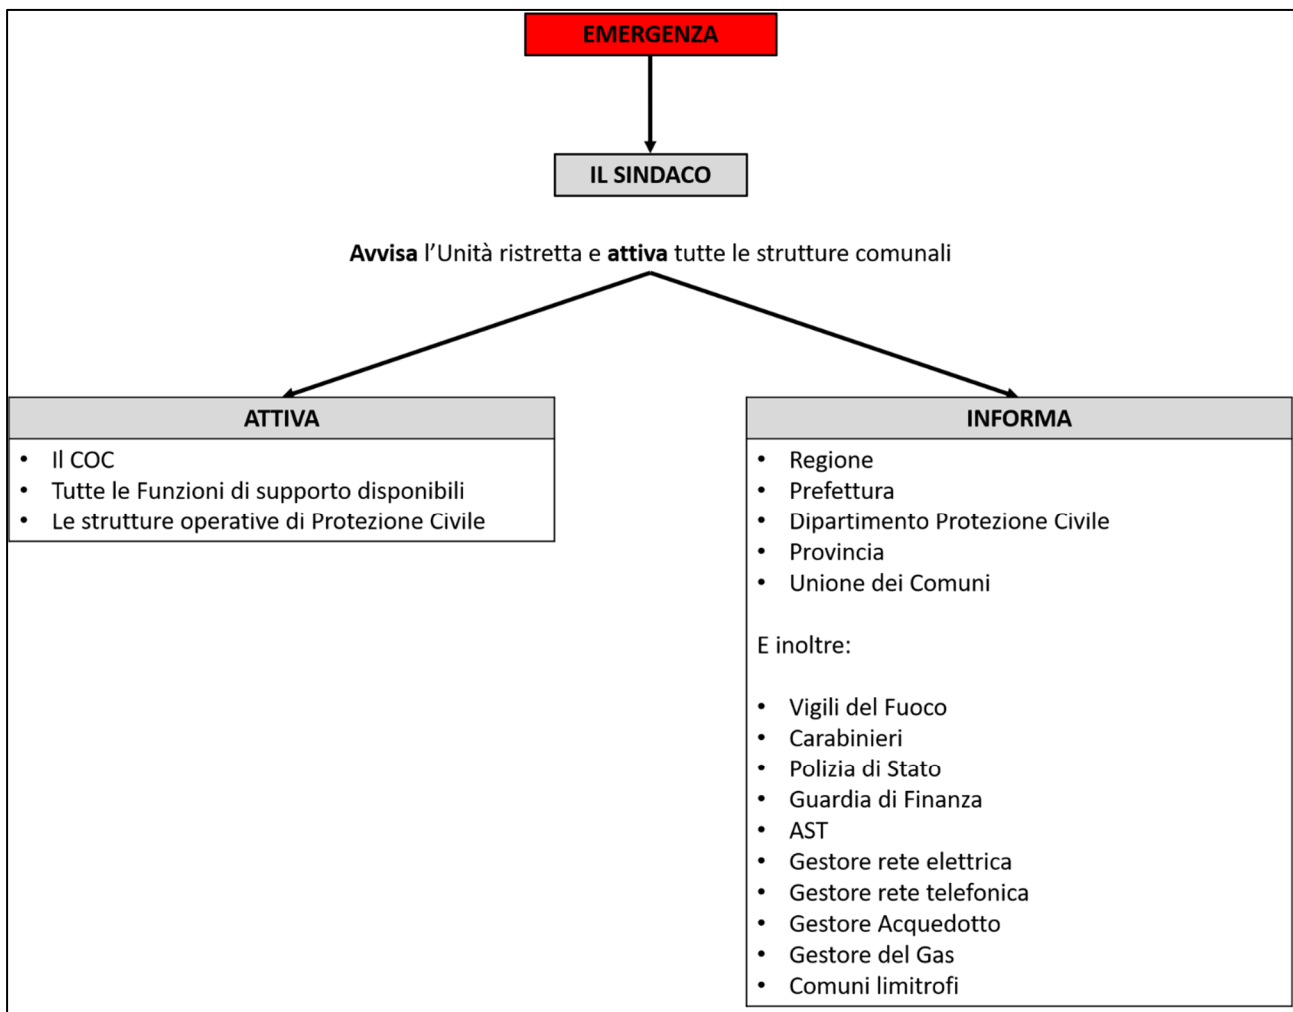 EMERGENZA
IL SINDACO
Avvisa l'Unità ristretta e attiva tutte le strutture comunali
ATTIVA
• Il COC
• Tutte le Funzioni di supporto disponibili
• Le strutture operative di Protezione Civile
INFORMA
• Regione
• Prefettura
• Dipartimento Protezione Civile
• Provincia
• Unione dei Comuni
E inoltre:
• Vigili del Fuoco
• Carabinieri
• Polizia di Stato
• Guardia di Finanza
• AST
• Gestore rete elettrica
• Gestore rete telefonica
• Gestore Acquedotto
• Gestore del Gas
• Comuni limitrofi